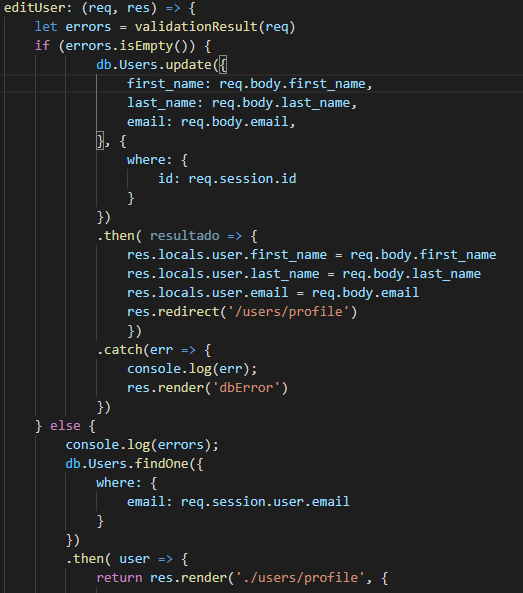 editUser: (req, res) => {
let errors = validationResult(req)
if (errors.isEmpty()) {
db.Users.update({
first_name: req.body.first_name,
last_name: req.body.last_name,
email: req.body.email,
}, {
where: {
id: req.session.id
}
})
.then( resultado => {
res.locals.user.first_name = req.body.first_name
res.locals.user.last_name = req.body.last_name
res.locals.user.email = req.body.email
res.redirect('/users/profile')
})
.catch(err => {
console.log(err);
res.render('dbError')
})
} else {
console.log(errors);
db.Users.findOne({
where: {
email: req.session.user.email
}
})
.then( user => {
return res.render('./users/profile', {